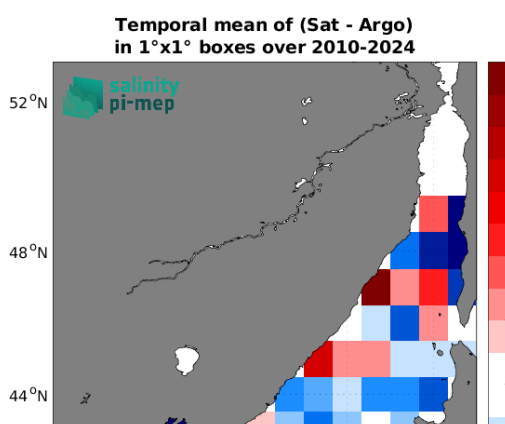 Temporal mean of (Sat - Argo)
in 1°x1° boxes over 2010-2024
salinity
pi-mep
52°N
48°N
44°N